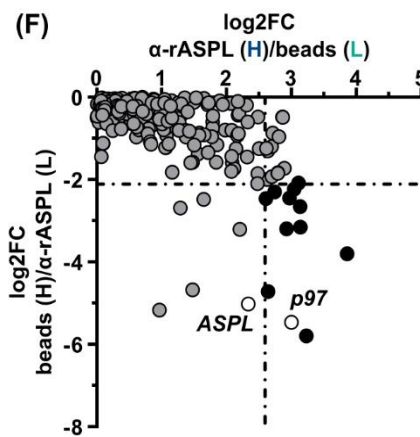 (F)
log2FC
α-rASPL (H)/beads (L)
0 1 2 3 4 5
0
-2
-4
-6
-8
log2FC
beads (H)/α-rASPL (L)
ASPL
p97